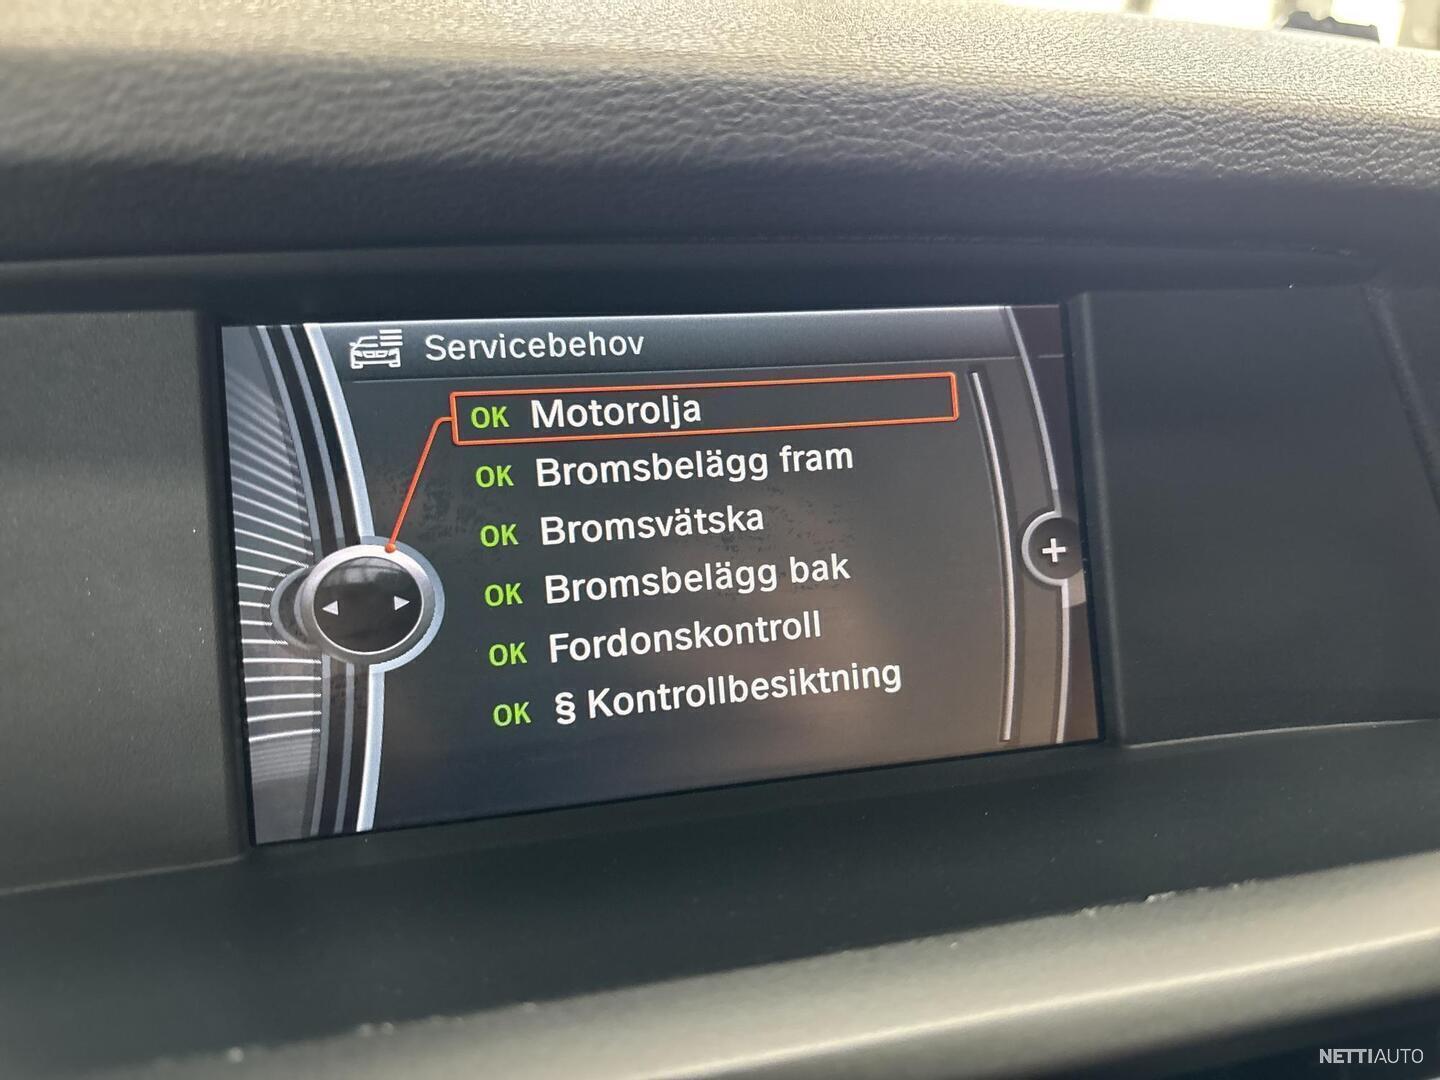 Servicebehov
OK Motorolja
OK Bromsbelägg fram
OK Bromsvätska
OK Bromsbelägg bak
OK Fordonskontroll
OK § Kontrollbesiktning
+
NETTIAUTO